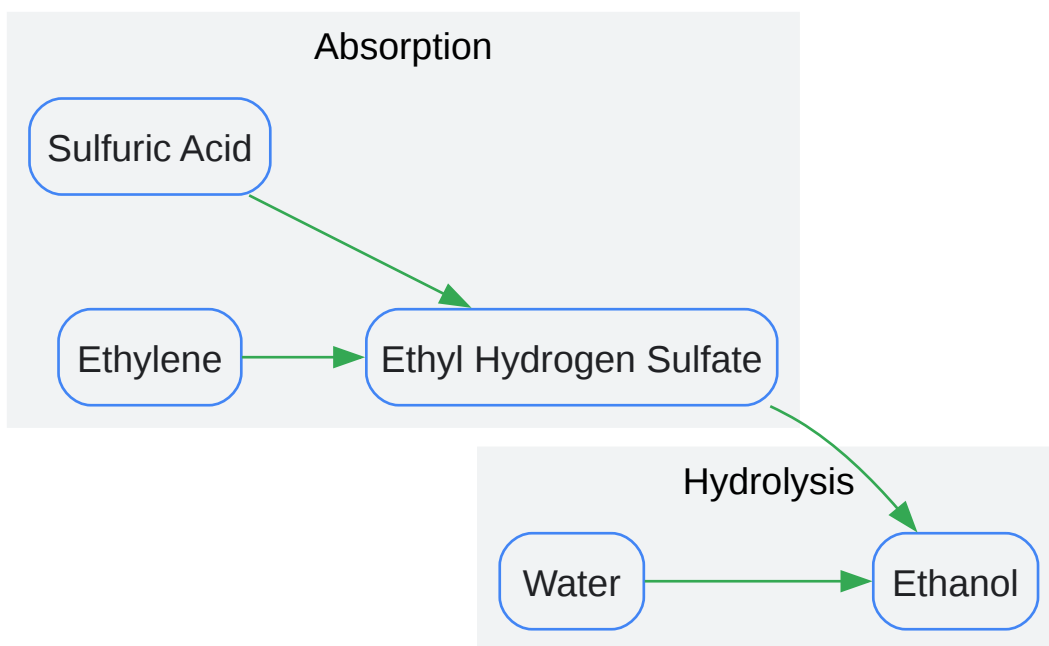 Absorption
Sulfuric Acid
Ethylene
Ethyl Hydrogen Sulfate
Hydrolysis
Water
Ethanol